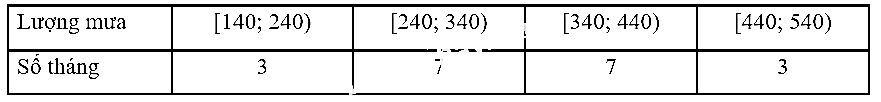 Lượng mưa [140; 240) [240; 340) [340; 440) [440; 540)
Số tháng 3 7 7 3